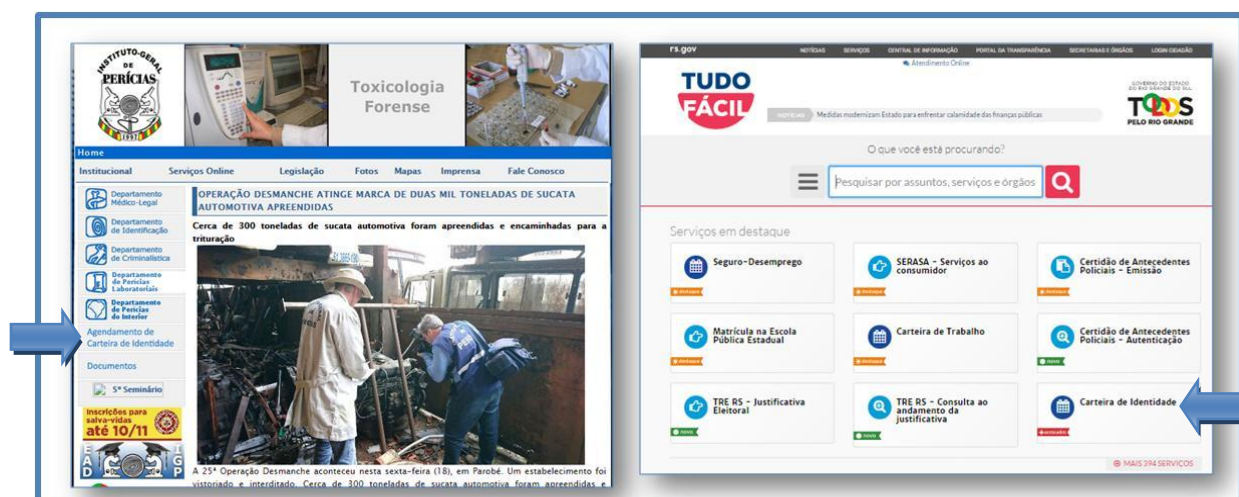 INSTITUTO-GERAL
DE
PERÍCIAS
1997
Toxicologia
Forense
Home
Institucional Serviços Online Legislação Fotos Mapas Imprensa Fale Conosco
Departamento
Médico-Legal
Departamento
de Identificação
Departamento
de Criminalística
Departamento
de Perícias
Laboratoriais
Departamento
de Perícias
do Interior
Agendamento de
Carteira de Identidade
Documentos
5º Seminário
Inscrições para
salva-vidas
até 10/11
EAD IGP
OPERAÇÃO DESMANCHE ATINGE MARCA DE DUAS MIL TONELADAS DE SUCATA
AUTOMOTIVA APREENDIDAS
Cerca de 300 toneladas de sucata automotiva foram apreendidas e encaminhadas para a
trituração
A 25ª Operação Desmanche aconteceu nesta sexta-feira (18), em Parobé. Um estabelecimento foi
vistoriado e interditado. Cerca de 300 toneladas de sucata automotiva foram apreendidas e
rs.gov NOTÍCIAS SERVIÇOS CENTRAL DE INFORMAÇÃO PORTAL DA TRANSPARÊNCIA SECRETARIAS E ÓRGÃOS LOGIN CIDADÃO
Atendimento Online
TUDO
FÁCIL
NOTÍCIAS Medidas modernizam Estado para enfrentar calamidade das finanças públicas
GOVERNO DO ESTADO
DO RIO GRANDE DO SUL
TODOS
PELO RIO GRANDE
O que você está procurando?
Pesquisar por assuntos, serviços e órgãos
Serviços em destaque
Seguro-Desemprego
destaque
SERASA - Serviços ao
consumidor
destaque
Certidão de Antecedentes
Policiais - Emissão
destaque
Matrícula na Escola
Pública Estadual
destaque
Carteira de Trabalho
destaque
Certidão de Antecedentes
Policiais - Autenticação
novo
TRE RS - Justificativa
Eleitoral
novo
TRE RS - Consulta ao
andamento da
justificativa
novo
Carteira de Identidade
MAIS 394 SERVIÇOS